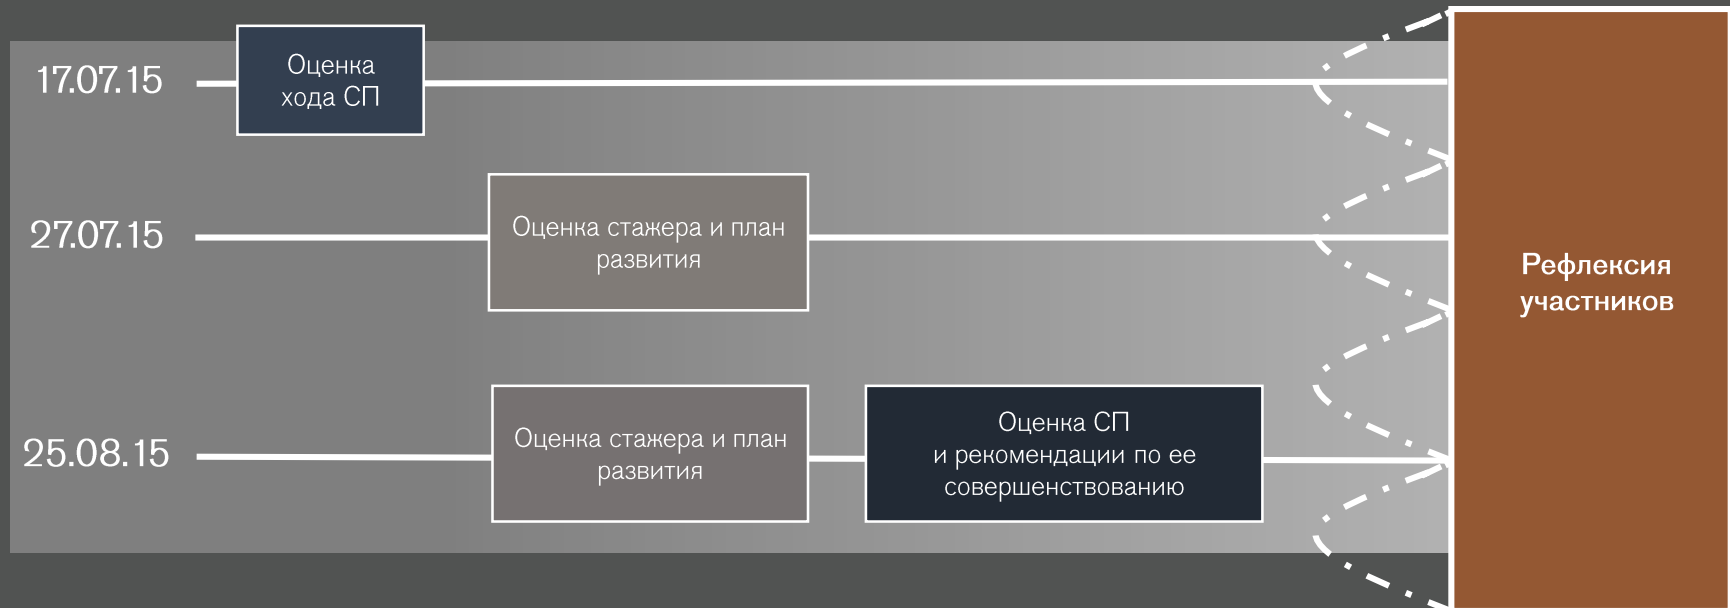 17.07.15
Оценка
хода СП
27.07.15
Оценка стажера и план
развития
Рефлексия
участников
25.08.15
Оценка стажера и план
развития
Оценка СП
и рекомендации по ее
совершенствованию